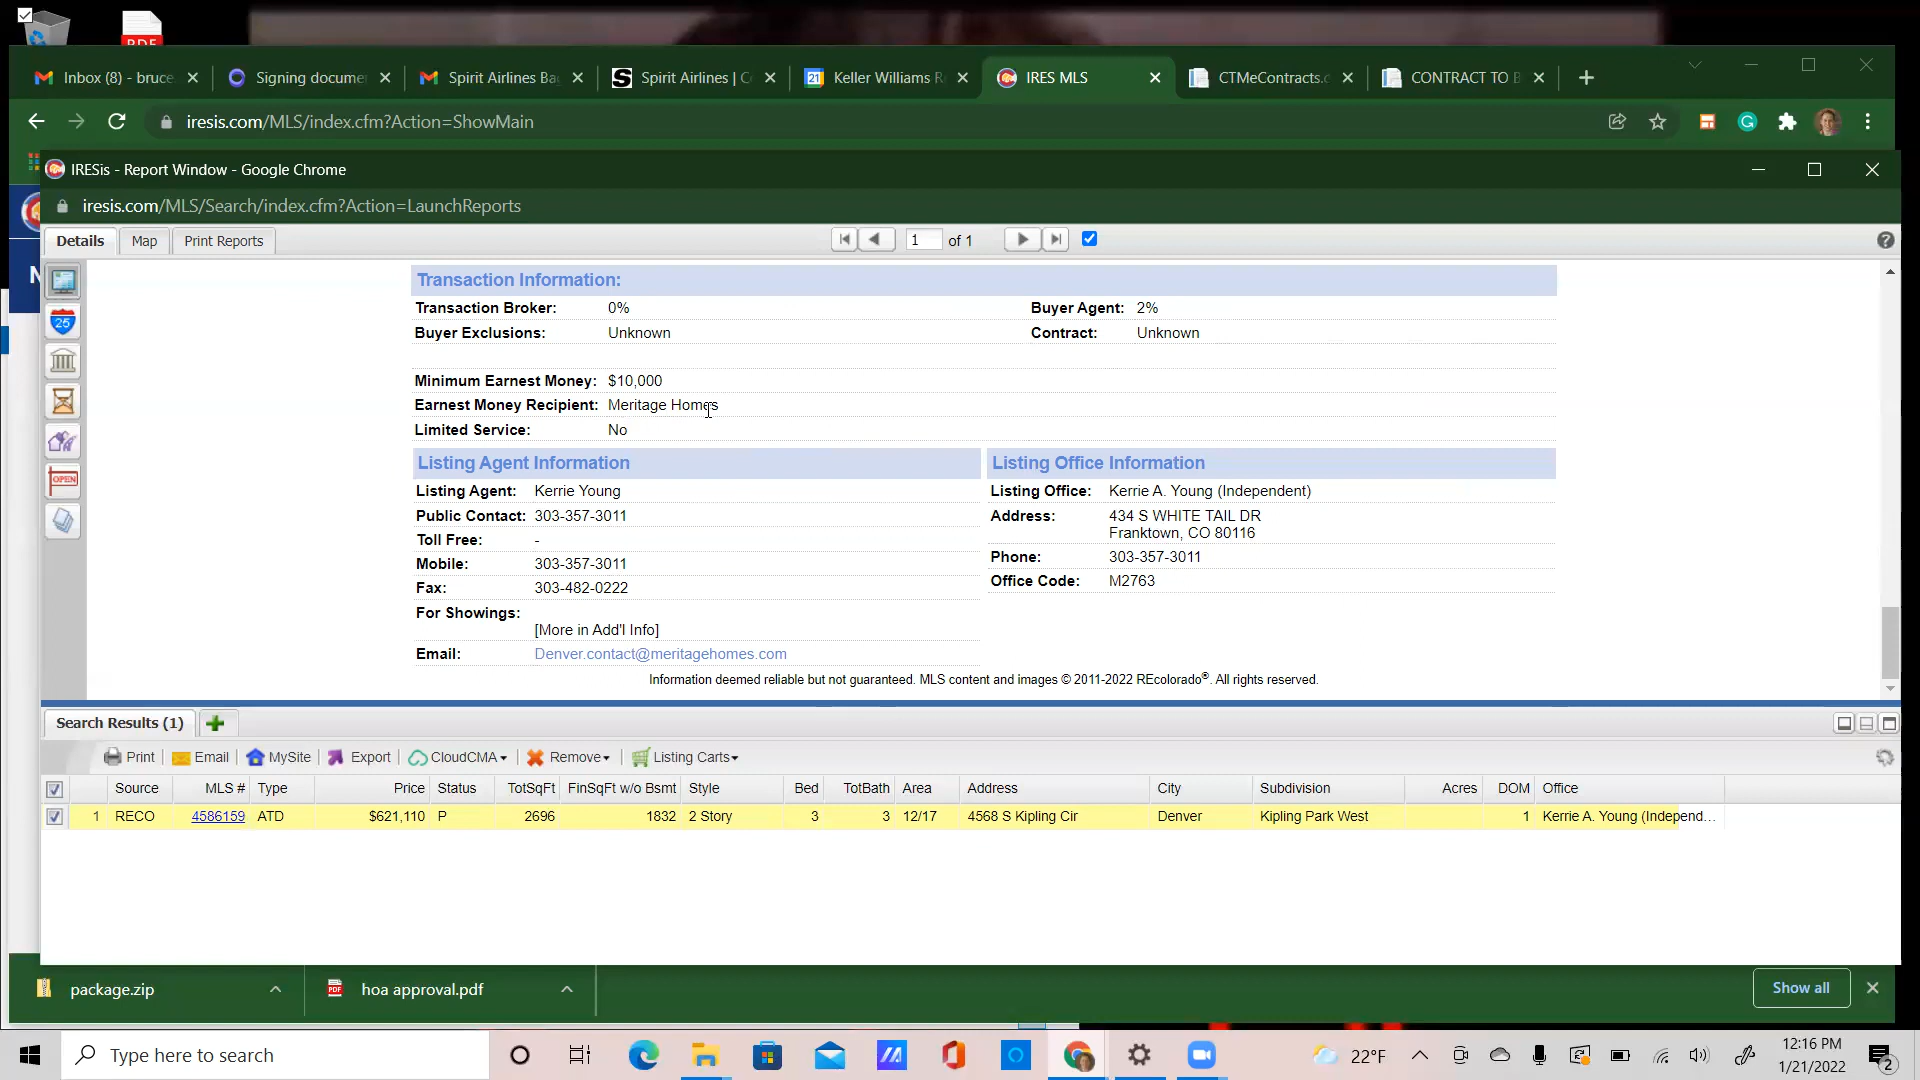 PDF
Inbox (8) - bruce.
Signing docume
Spirit Airlines Ba
Spirit Airlines | C
Keller Williams R
IRES MLS
CTMeContracts.c
CONTRACT TO B
iresis.com/MLS/index.cfm?Action=ShowMain
IRESis - Report Window - Google Chrome
iresis.com/MLS/Search/index.cfm?Action=LaunchReports
Details
Map
Print Reports
1 of 1
N
25
OPEN
Transaction Information:
Transaction Broker: 0%
Buyer Agent: 2%
Buyer Exclusions: Unknown
Contract: Unknown
Minimum Earnest Money: $10,000
Earnest Money Recipient: Meritage Homes
Limited Service: No
Listing Agent Information
Listing Agent: Kerrie Young
Public Contact: 303-357-3011
Toll Free: -
Mobile: 303-357-3011
Fax: 303-482-0222
For Showings:
[More in Add'l Info]
Email: Denver.contact@meritagehomes.com
Listing Office Information
Listing Office: Kerrie A. Young (Independent)
Address: 434 S WHITE TAIL DR
Franktown, CO 80116
Phone: 303-357-3011
Office Code: M2763
Information deemed reliable but not guaranteed. MLS content and images © 2011-2022 REcolorado®. All rights reserved.
Search Results (1)
Print Email MySite Export CloudCMA Remove Listing Carts
Source MLS # Type Price Status TotSqFt FinSqFt w/o Bsmt Style Bed TotBath Area Address City Subdivision Acres DOM Office
1 RECO 4586159 ATD $621,110 P 2696 1832 2 Story 3 3 12/17 4568 S Kipling Cir Denver Kipling Park West 1 Kerrie A. Young (Independ...
package.zip
hoa approval.pdf
Show all
Type here to search
22°F
12:16 PM
1/21/2022
2